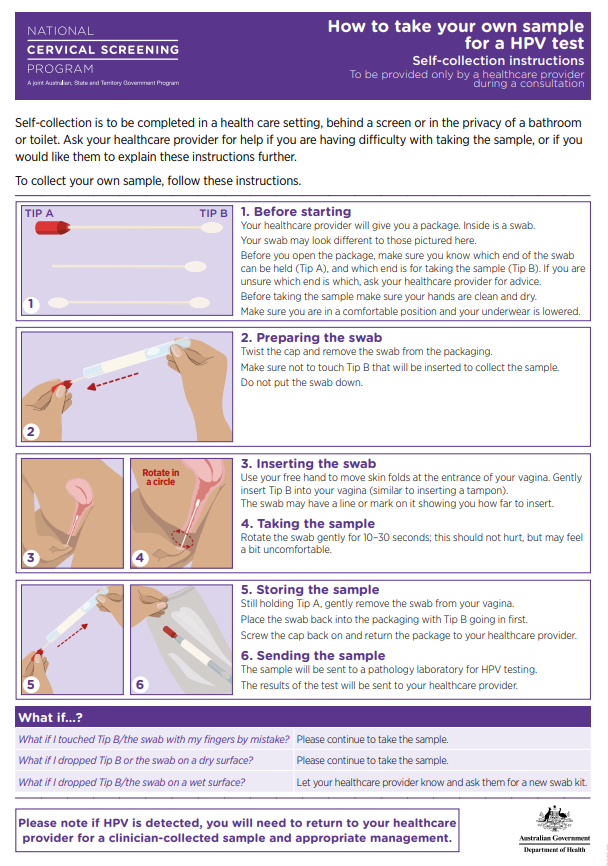 NATIONAL
CERVICAL SCREENING
PROGRAM
A joint Australian, State and Territory Government Program
How to take your own sample
for a HPV test
Self-collection instructions
To be provided only by a healthcare provider
during a consultation
Self-collection is to be completed in a health care setting, behind a screen or in the privacy of a bathroom
or toilet. Ask your healthcare provider for help if you are having difficulty with taking the sample, or if you
would like them to explain these instructions further.
To collect your own sample, follow these instructions.
TIP A
TIP B
1
1. Before starting
Your healthcare provider will give you a package. Inside is a swab.
Your swab may look different to those pictured here.
Before you open the package, make sure you know which end of the swab
can be held (Tip A), and which end is for taking the sample (Tip B). If you are
unsure which end is which, ask your healthcare provider for advice.
Before taking the sample make sure your hands are clean and dry.
Make sure you are in a comfortable position and your underwear is lowered.
2
2. Preparing the swab
Twist the cap and remove the swab from the packaging.
Make sure not to touch Tip B that will be inserted to collect the sample.
Do not put the swab down.
3
Rotate in
a circle
4
3. Inserting the swab
Use your free hand to move skin folds at the entrance of your vagina. Gently
insert Tip B into your vagina (similar to inserting a tampon).
The swab may have a line or mark on it showing you how far to insert.
4. Taking the sample
Rotate the swab gently for 10–30 seconds; this should not hurt, but may feel
a bit uncomfortable.
5
6
5. Storing the sample
Still holding Tip A, gently remove the swab from your vagina.
Place the swab back into the packaging with Tip B going in first.
Screw the cap back on and return the package to your healthcare provider.
6. Sending the sample
The sample will be sent to a pathology laboratory for HPV testing.
The results of the test will be sent to your healthcare provider.
What if...?
What if I touched Tip B/the swab with my fingers by mistake? Please continue to take the sample.
What if I dropped Tip B or the swab on a dry surface? Please continue to take the sample.
What if I dropped Tip B/the swab on a wet surface? Let your healthcare provider know and ask them for a new swab kit.
Please note if HPV is detected, you will need to return to your healthcare
provider for a clinician-collected sample and appropriate management.
Australian Government
Department of Health